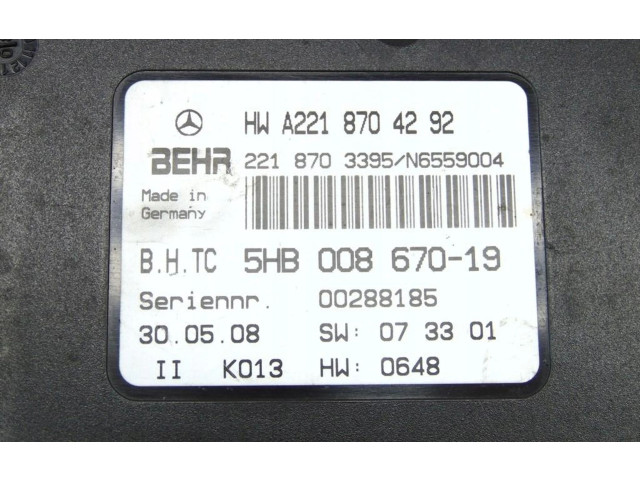 HW A221 870 42 92
BEHR 221 870 3395/N6559004
Made in
Germany
B.H.TC 5HB 008 670-19
Seriennr. 00288185
30.05.08 SW: 07 33 01
II K013 HW: 0648